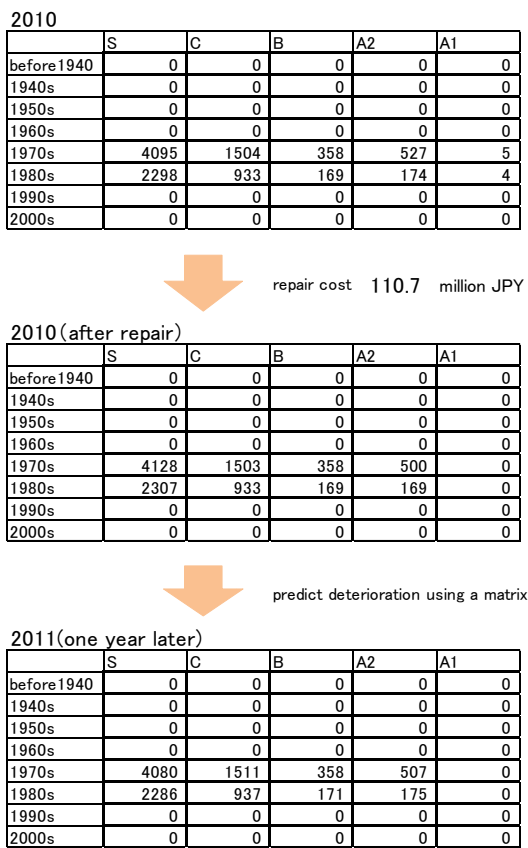 2010
S C B A2 A1
before1940 0 0 0 0 0
1940s 0 0 0 0 0
1950s 0 0 0 0 0
1960s 0 0 0 0 0
1970s 4095 1504 358 527 5
1980s 2298 933 169 174 4
1990s 0 0 0 0 0
2000s 0 0 0 0 0
repair cost 110.7 million JPY
2010(after repair)
S C B A2 A1
before1940 0 0 0 0 0
1940s 0 0 0 0 0
1950s 0 0 0 0 0
1960s 0 0 0 0 0
1970s 4128 1503 358 500 0
1980s 2307 933 169 169 0
1990s 0 0 0 0 0
2000s 0 0 0 0 0
predict deterioration using a matrix
2011(one year later)
S C B A2 A1
before1940 0 0 0 0 0
1940s 0 0 0 0 0
1950s 0 0 0 0 0
1960s 0 0 0 0 0
1970s 4080 1511 358 507 0
1980s 2286 937 171 175 0
1990s 0 0 0 0 0
2000s 0 0 0 0 0